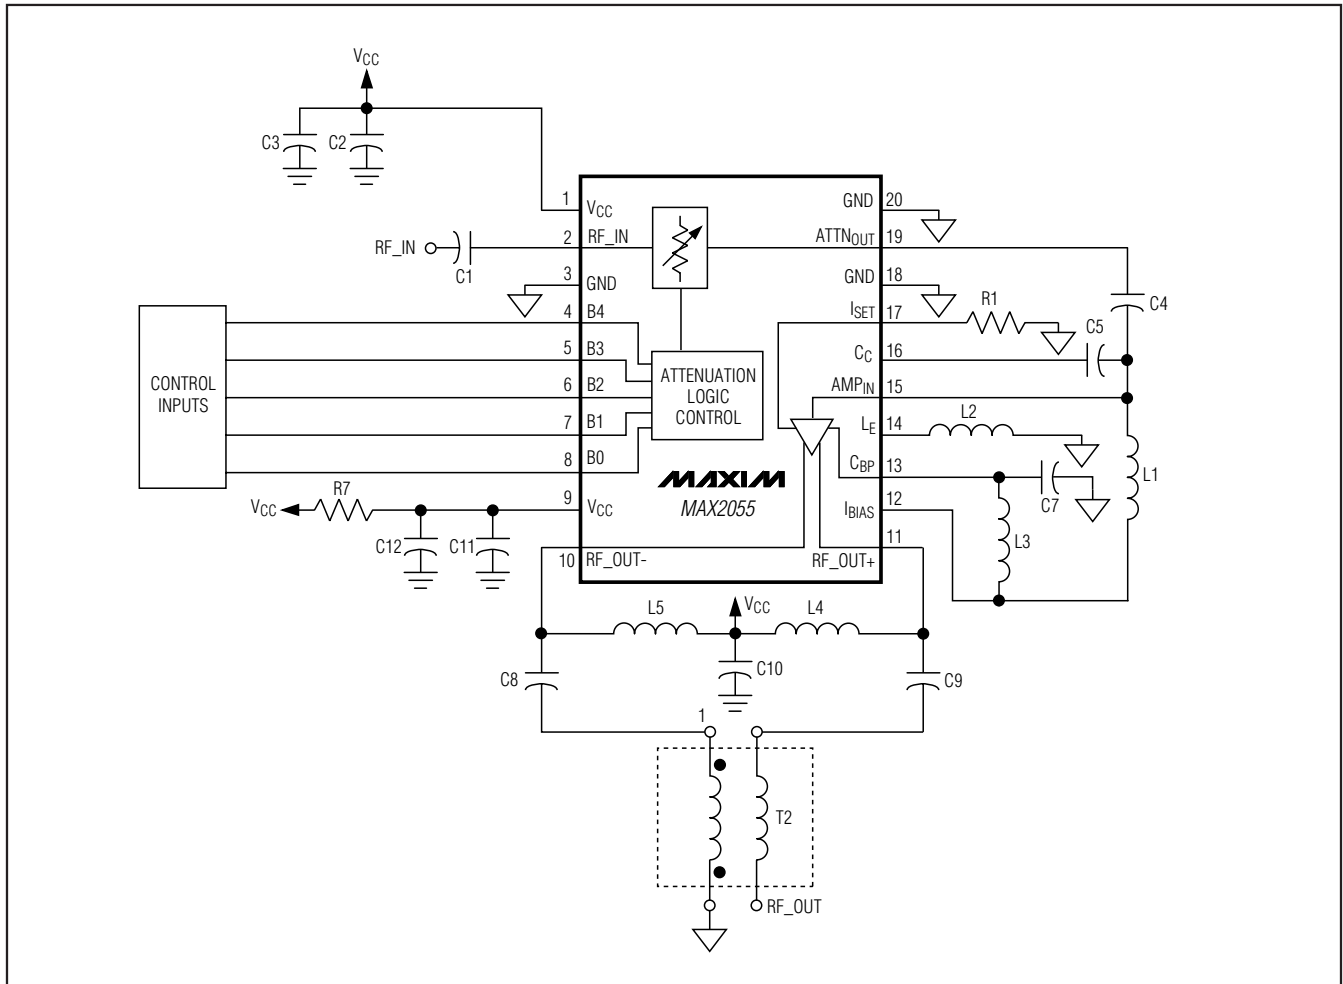 VCC
C3
C2
1
VCC
GND
20
RF_IN
C1
2
RF_IN
ATTNOUT
19
3
GND
GND
18
C4
CONTROL
INPUTS
4
B4
ISET
17
R1
5
B3
CC
16
C5
6
B2
ATTENUATION
LOGIC
CONTROL
AMPIN
15
7
B1
LE
14
L2
8
B0
CBP
13
C7
L1
MAXIM
MAX2055
VCC
R7
9
VCC
IBIAS
12
L3
C12
C11
10
RF_OUT-
RF_OUT+
11
L5
VCC
L4
C8
C10
C9
1
T2
RF_OUT